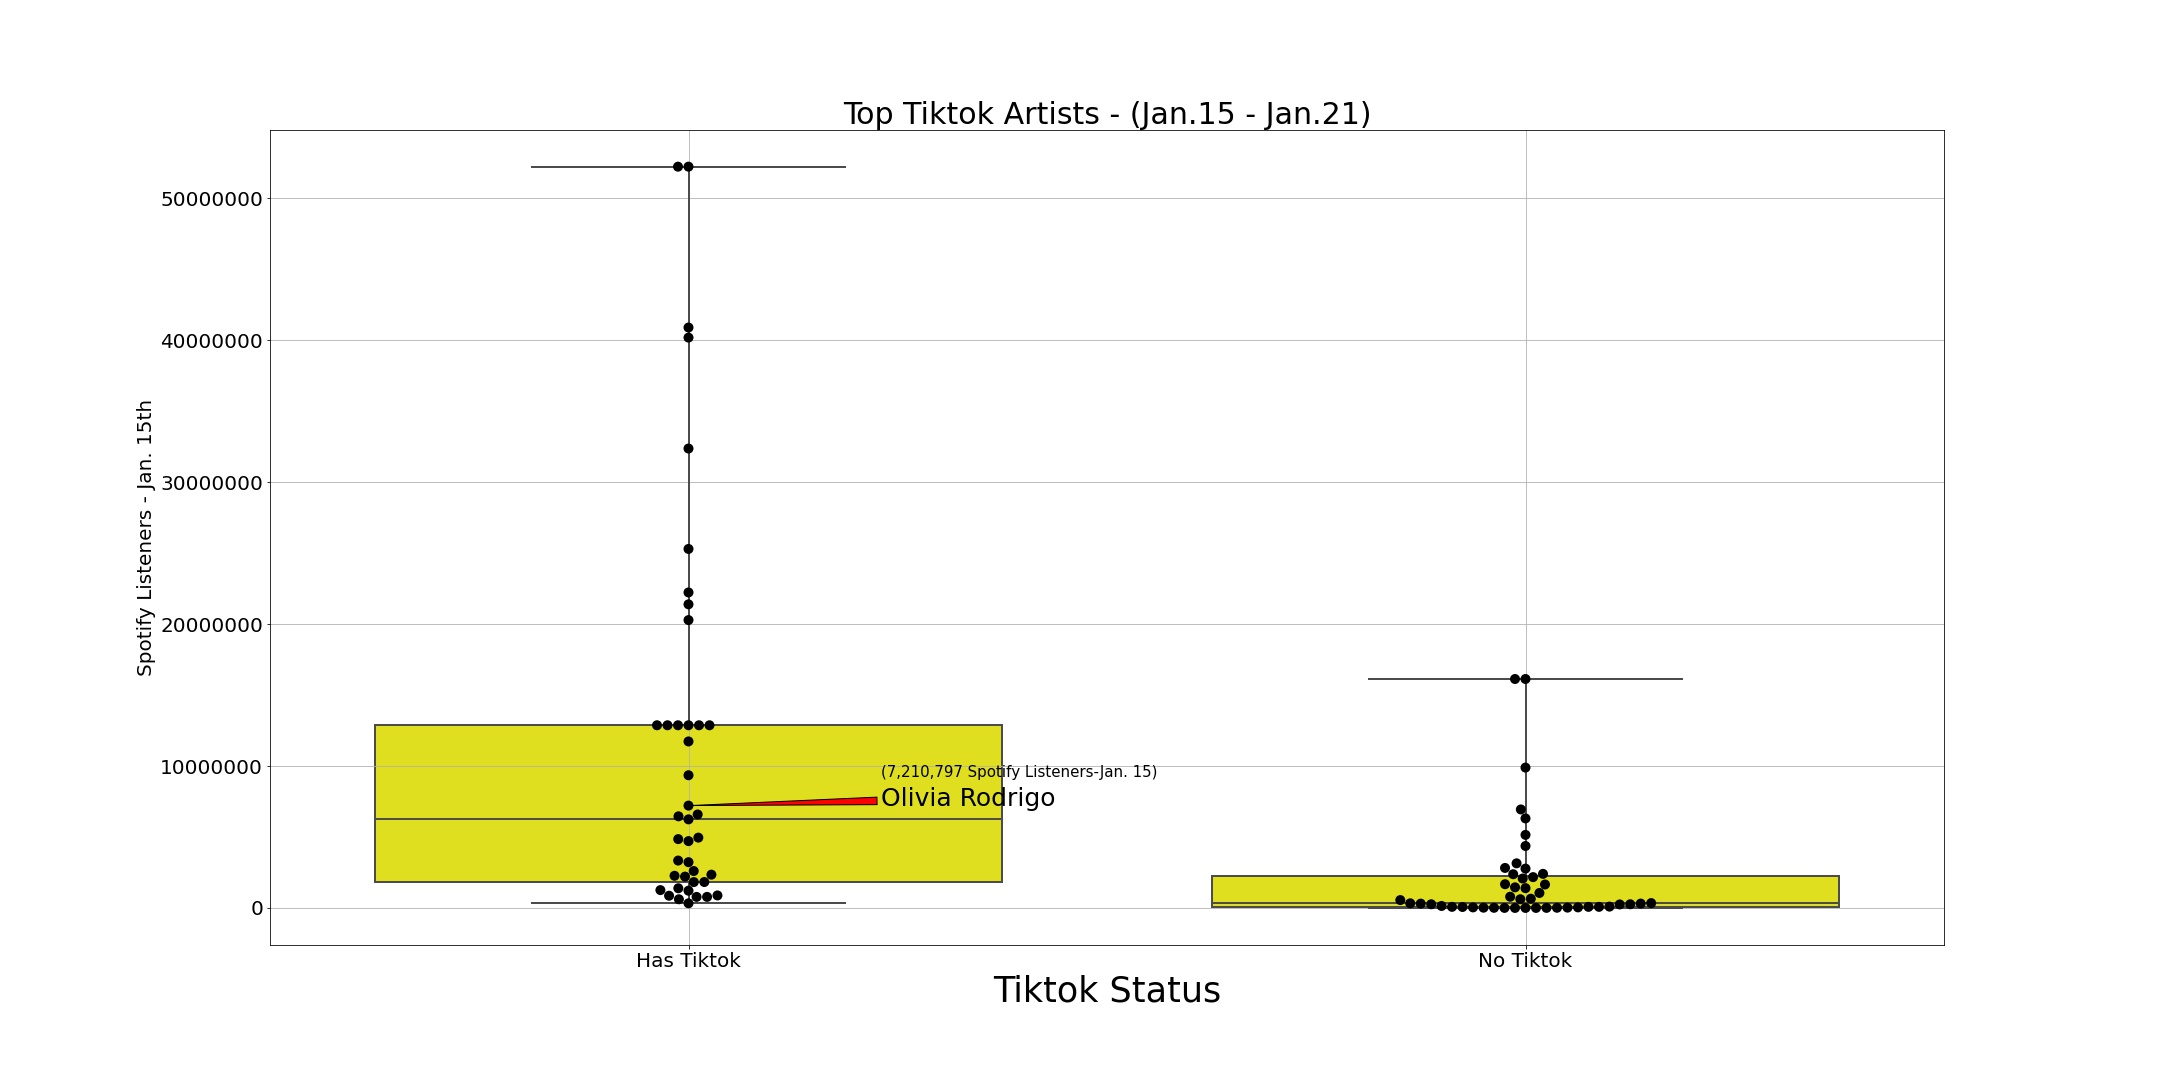 Top Tiktok Artists - (Jan.15 - Jan.21)
Spotify Listeners - Jan. 15th
50000000
40000000
30000000
20000000
10000000
0
(7,210,797 Spotify Listeners-Jan. 15)
Olivia Rodrigo
Has Tiktok
No Tiktok
Tiktok Status